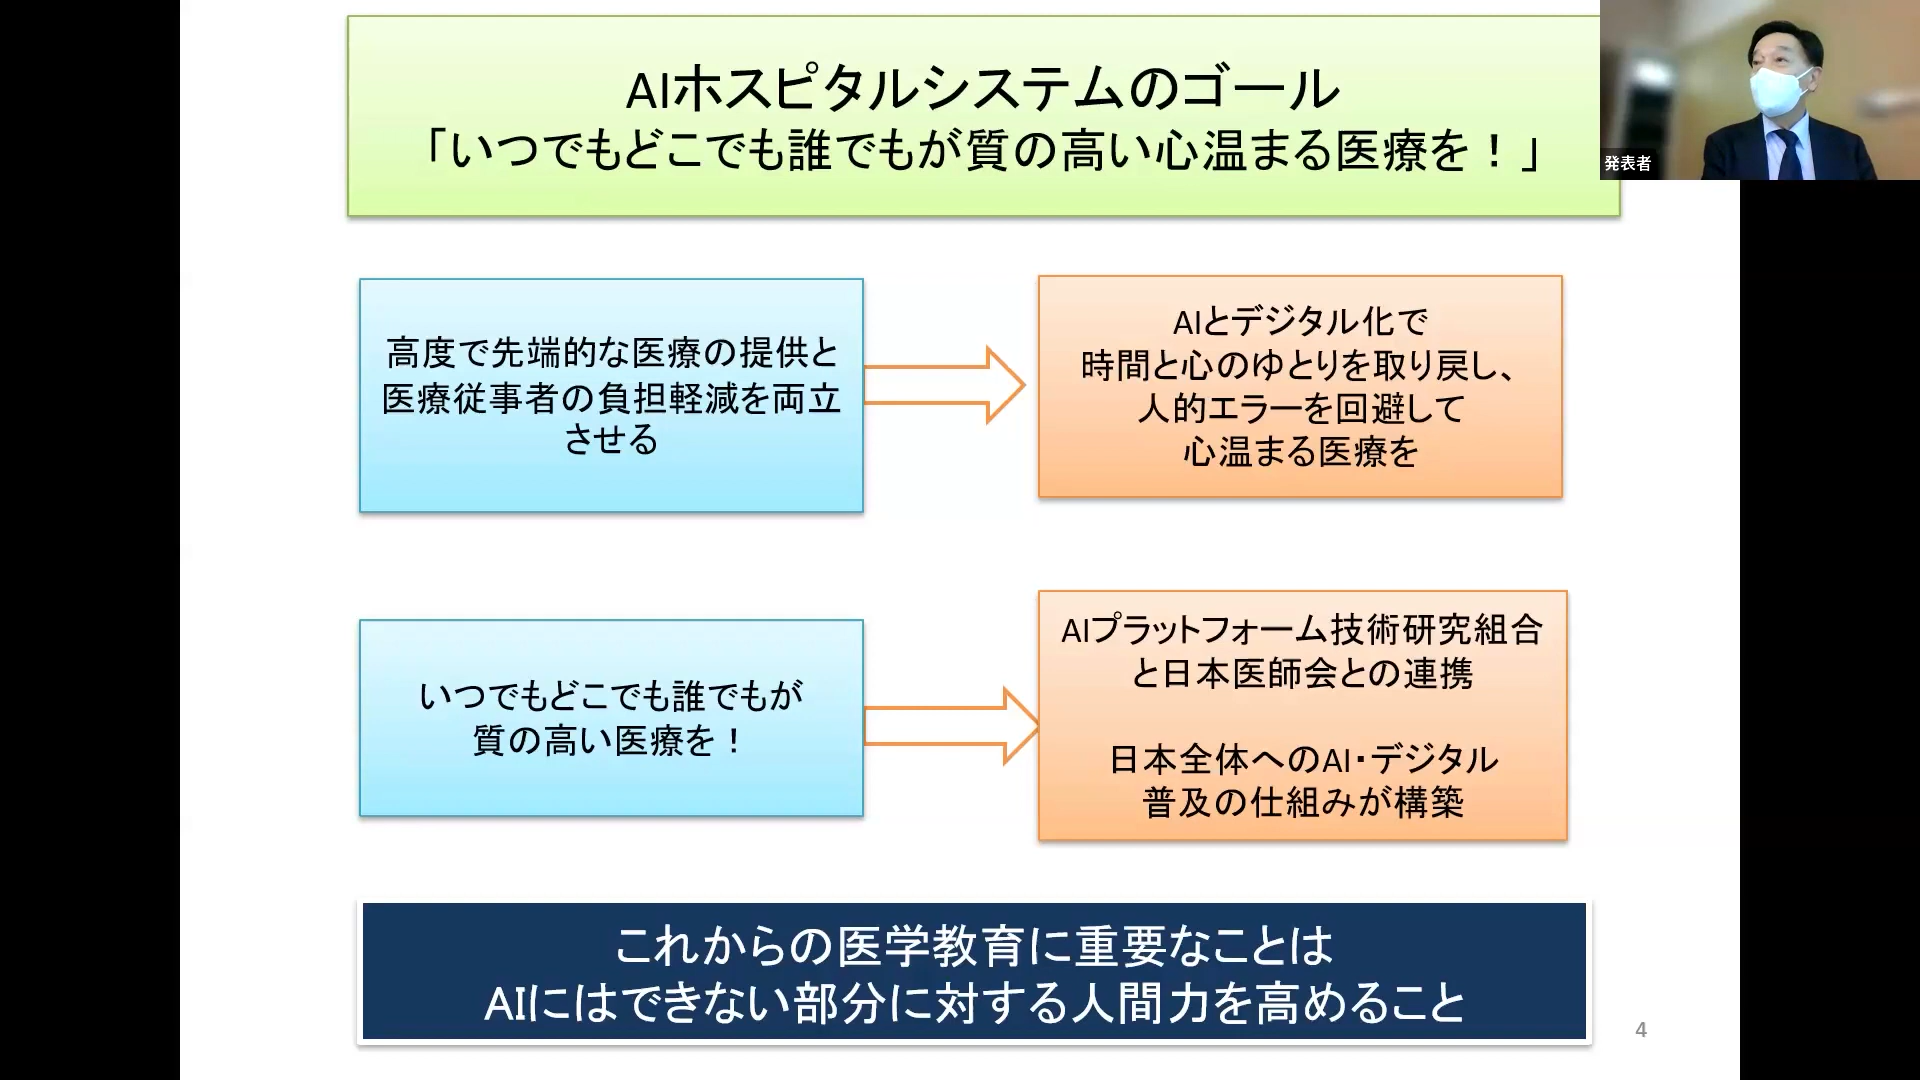 AIホスピタルシステムのゴール
「いつでもどこでも誰でもが質の高い心温まる医療を！」
発表者
高度で先端的な医療の提供と
医療従事者の負担軽減を両立
させる
AIとデジタル化で
時間と心のゆとりを取り戻し、
人的エラーを回避して
心温まる医療を
いつでもどこでも誰でもが
質の高い医療を！
AIプラットフォーム技術研究組合
と日本医師会との連携
日本全体へのAI・デジタル
普及の仕組みが構築
これからの医学教育に重要なことは
AIにはできない部分に対する人間力を高めること
4